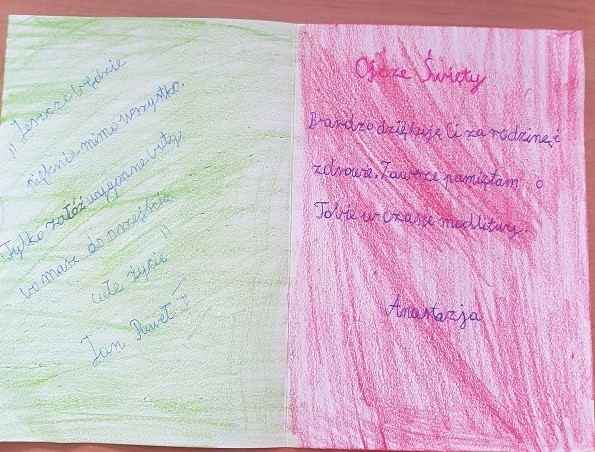 „Jeszcze będzie
pięknie mimo wszystko.
Tylko załóż wygodne buty
bo masz do przejścia
całe życie"
Jan Paweł II
Ojcze Święty
Bardzo dziękuję Ci za rodzinę i
zdrowie. Zawsze pamiętam o
Tobie w czasie modlitwy.
Anastazja